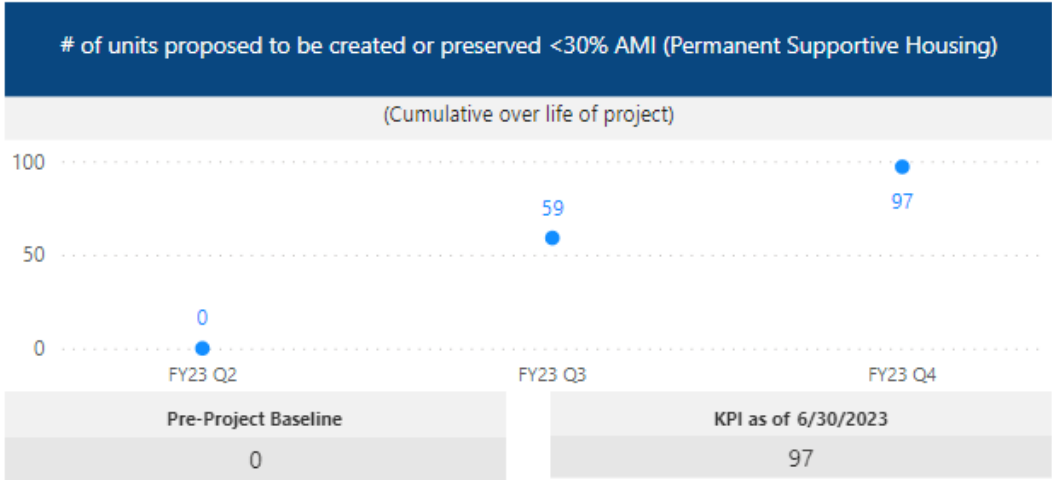 # of units proposed to be created or preserved <30% AMI (Permanent Supportive Housing)
(Cumulative over life of project)
100
97
59
50
0
0
FY23 Q2 FY23 Q3 FY23 Q4
Pre-Project Baseline KPI as of 6/30/2023
0 97